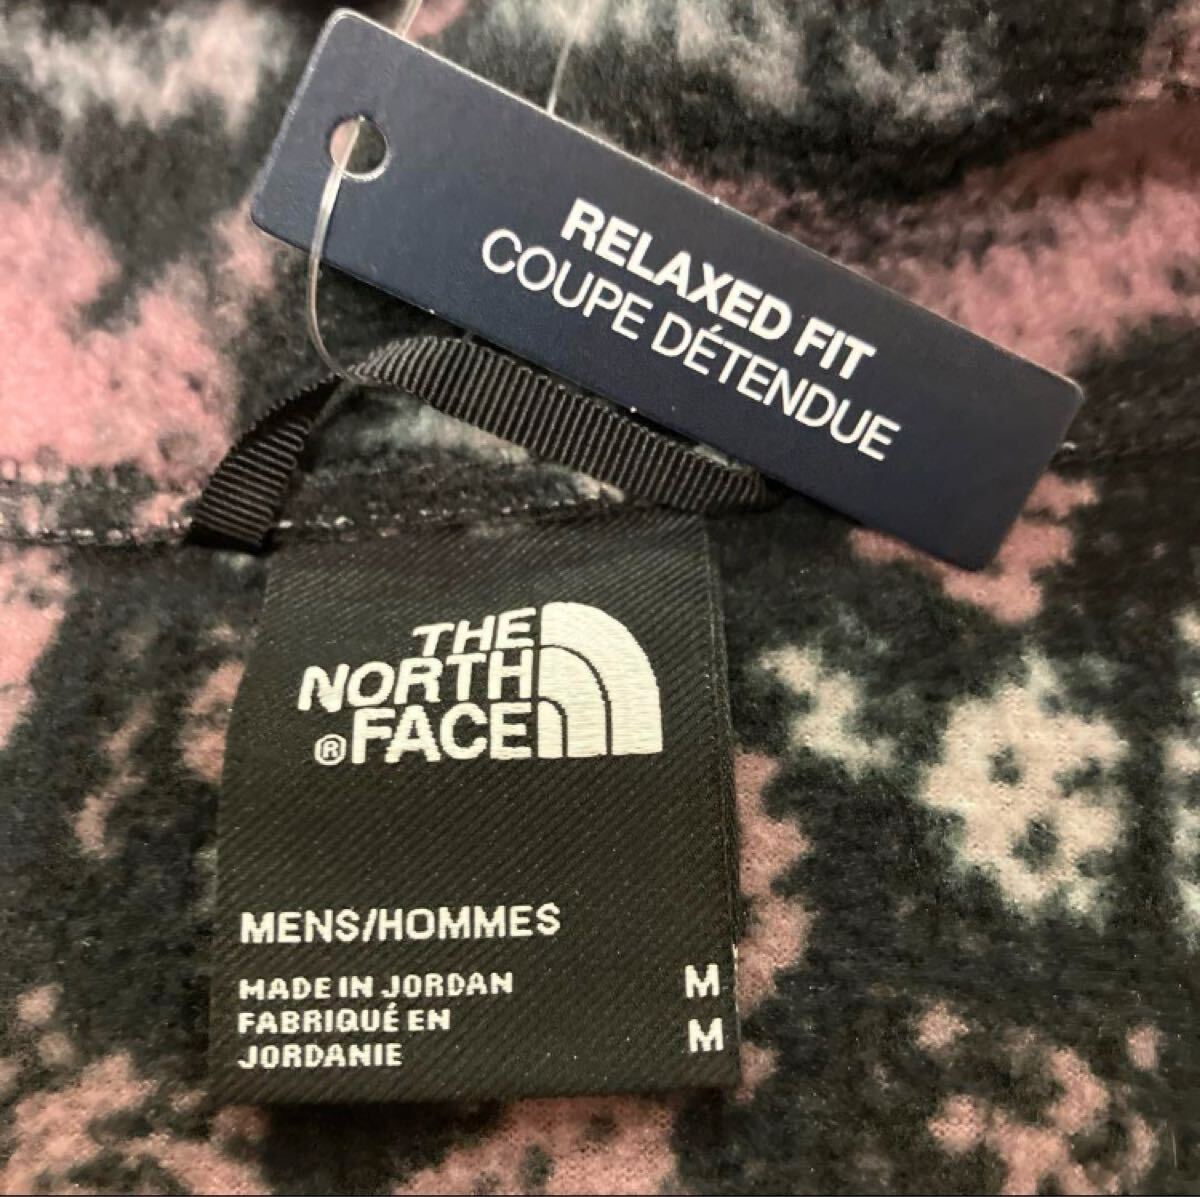 RELAXED FIT
COUPE DÉTENDUE
THE
NORTH
®FACE
MENS/HOMMES
MADE IN JORDAN M
FABRIQUÉ EN M
JORDANIE